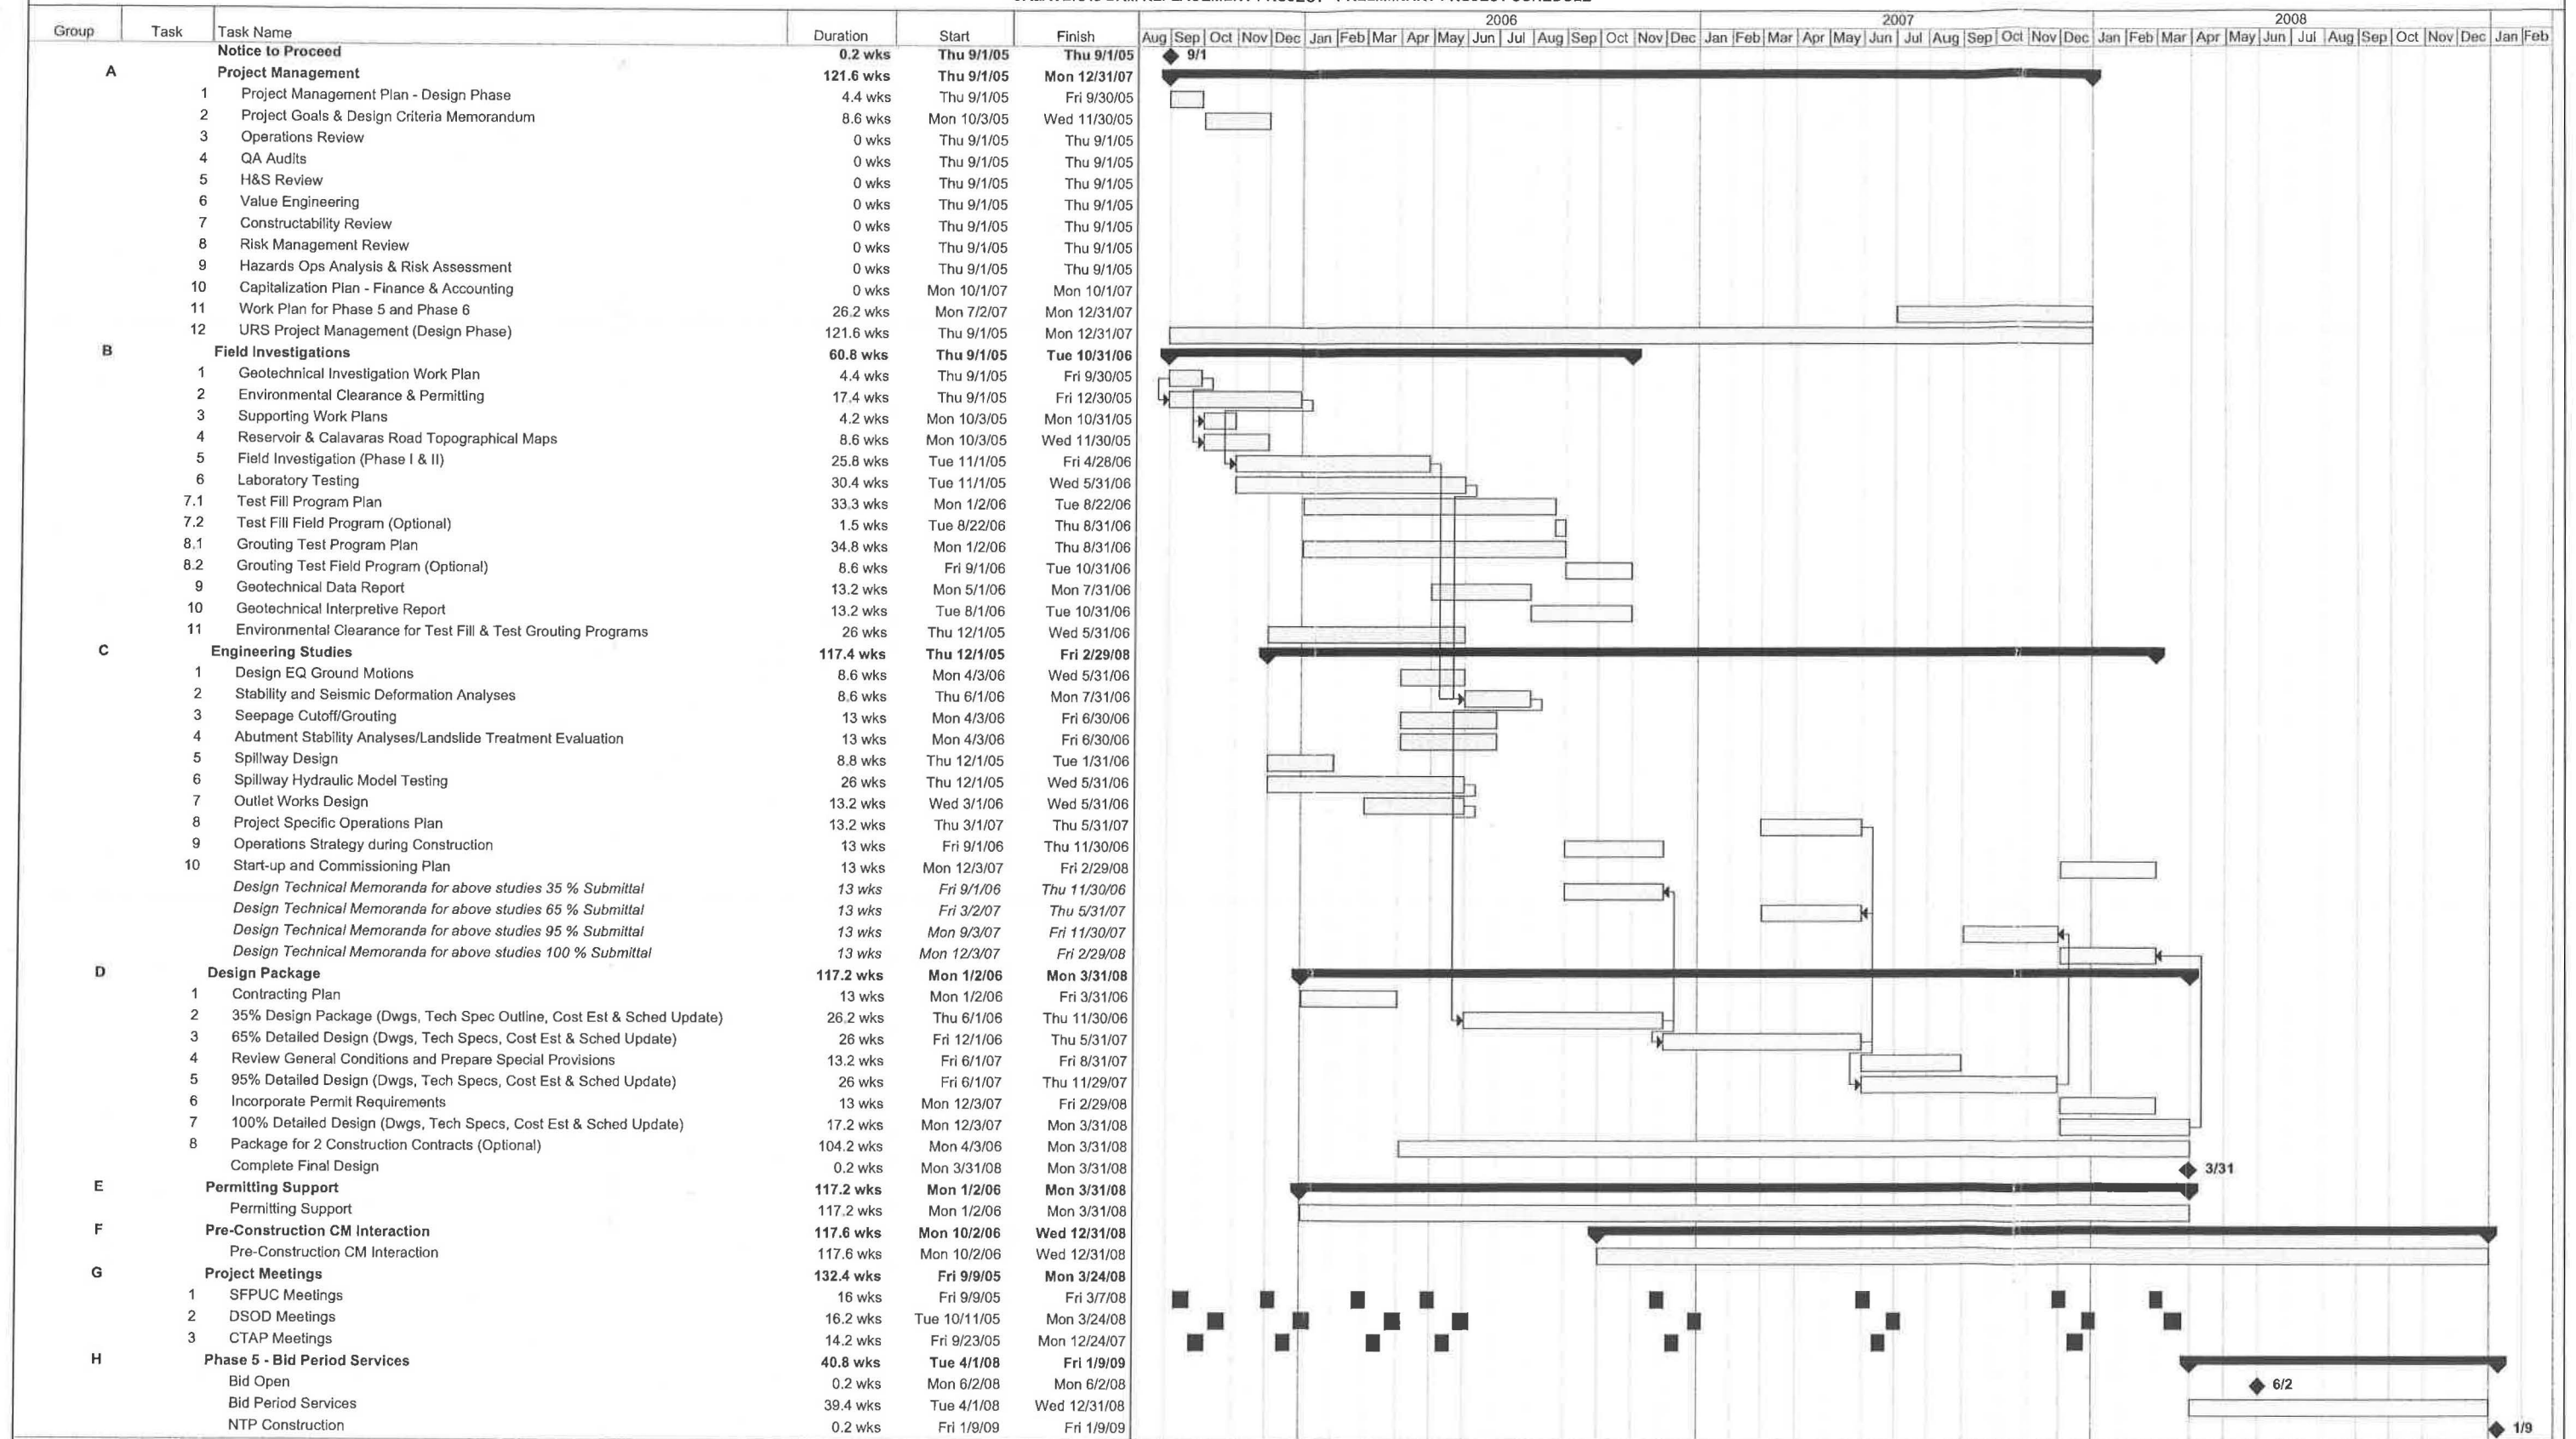 2006 2007 2008
Group Task Task Name Duration Start Finish Aug Sep Oct Nov Dec Jan Feb Mar Apr May Jun Jul Aug Sep Oct Nov Dec Jan Feb Mar Apr May Jun Jul Aug Sep Oct Nov Dec Jan Feb Mar Apr May Jun Jul Aug Sep Oct Nov Dec Jan Feb
Notice to Proceed 0.2 wks Thu 9/1/05 Thu 9/1/05 9/1
A Project Management 121.6 wks Thu 9/1/05 Mon 12/31/07
1 Project Management Plan - Design Phase 4.4 wks Thu 9/1/05 Fri 9/30/05
2 Project Goals & Design Criteria Memorandum 8.6 wks Mon 10/3/05 Wed 11/30/05
3 Operations Review 0 wks Thu 9/1/05 Thu 9/1/05
4 QA Audits 0 wks Thu 9/1/05 Thu 9/1/05
5 H&S Review 0 wks Thu 9/1/05 Thu 9/1/05
6 Value Engineering 0 wks Thu 9/1/05 Thu 9/1/05
7 Constructability Review 0 wks Thu 9/1/05 Thu 9/1/05
8 Risk Management Review 0 wks Thu 9/1/05 Thu 9/1/05
9 Hazards Ops Analysis & Risk Assessment 0 wks Thu 9/1/05 Thu 9/1/05
10 Capitalization Plan - Finance & Accounting 0 wks Mon 10/1/07 Mon 10/1/07
11 Work Plan for Phase 5 and Phase 6 26.2 wks Mon 7/2/07 Mon 12/31/07
12 URS Project Management (Design Phase) 121.6 wks Thu 9/1/05 Mon 12/31/07
B Field Investigations 60.8 wks Thu 9/1/05 Tue 10/31/06
1 Geotechnical Investigation Work Plan 4.4 wks Thu 9/1/05 Fri 9/30/05
2 Environmental Clearance & Permitting 17.4 wks Thu 9/1/05 Fri 12/30/05
3 Supporting Work Plans 4.2 wks Mon 10/3/05 Mon 10/31/05
4 Reservoir & Calavaras Road Topographical Maps 8.6 wks Mon 10/3/05 Wed 11/30/05
5 Field Investigation (Phase I & II) 25.8 wks Tue 11/1/05 Fri 4/28/06
6 Laboratory Testing 30.4 wks Tue 11/1/05 Wed 5/31/06
7.1 Test Fill Program Plan 33.3 wks Mon 1/2/06 Tue 8/22/06
7.2 Test Fill Field Program (Optional) 1.5 wks Tue 8/22/06 Thu 8/31/06
8.1 Grouting Test Program Plan 34.8 wks Mon 1/2/06 Thu 8/31/06
8.2 Grouting Test Field Program (Optional) 8.6 wks Fri 9/1/06 Tue 10/31/06
9 Geotechnical Data Report 13.2 wks Mon 5/1/06 Mon 7/31/06
10 Geotechnical Interpretive Report 13.2 wks Tue 8/1/06 Tue 10/31/06
11 Environmental Clearance for Test Fill & Test Grouting Programs 26 wks Thu 12/1/05 Wed 5/31/06
C Engineering Studies 117.4 wks Thu 12/1/05 Fri 2/29/08
1 Design EQ Ground Motions 8.6 wks Mon 4/3/06 Wed 5/31/06
2 Stability and Seismic Deformation Analyses 8.6 wks Thu 6/1/06 Mon 7/31/06
3 Seepage Cutoff/Grouting 13 wks Mon 4/3/06 Fri 6/30/06
4 Abutment Stability Analyses/Landslide Treatment Evaluation 13 wks Mon 4/3/06 Fri 6/30/06
5 Spillway Design 8.8 wks Thu 12/1/05 Tue 1/31/06
6 Spillway Hydraulic Model Testing 26 wks Thu 12/1/05 Wed 5/31/06
7 Outlet Works Design 13.2 wks Wed 3/1/06 Wed 5/31/06
8 Project Specific Operations Plan 13.2 wks Thu 3/1/07 Thu 5/31/07
9 Operations Strategy during Construction 13 wks Fri 9/1/06 Thu 11/30/06
10 Start-up and Commissioning Plan 13 wks Mon 12/3/07 Fri 2/29/08
Design Technical Memoranda for above studies 35 % Submittal 13 wks Fri 9/1/06 Thu 11/30/06
Design Technical Memoranda for above studies 65 % Submittal 13 wks Fri 3/2/07 Thu 5/31/07
Design Technical Memoranda for above studies 95 % Submittal 13 wks Mon 9/3/07 Fri 11/30/07
Design Technical Memoranda for above studies 100 % Submittal 13 wks Mon 12/3/07 Fri 2/29/08
D Design Package 117.2 wks Mon 1/2/06 Mon 3/31/08
1 Contracting Plan 13 wks Mon 1/2/06 Fri 3/31/06
2 35% Design Package (Dwgs, Tech Spec Outline, Cost Est & Sched Update) 26.2 wks Thu 6/1/06 Thu 11/30/06
3 65% Detailed Design (Dwgs, Tech Specs, Cost Est & Sched Update) 26 wks Fri 12/1/06 Thu 5/31/07
4 Review General Conditions and Prepare Special Provisions 13.2 wks Fri 6/1/07 Fri 8/31/07
5 95% Detailed Design (Dwgs, Tech Specs, Cost Est & Sched Update) 26 wks Fri 6/1/07 Thu 11/29/07
6 Incorporate Permit Requirements 13 wks Mon 12/3/07 Fri 2/29/08
7 100% Detailed Design (Dwgs, Tech Specs, Cost Est & Sched Update) 17.2 wks Mon 12/3/07 Mon 3/31/08
8 Package for 2 Construction Contracts (Optional) 104.2 wks Mon 4/3/06 Mon 3/31/08
Complete Final Design 0.2 wks Mon 3/31/08 Mon 3/31/08 3/31
E Permitting Support 117.2 wks Mon 1/2/06 Mon 3/31/08
Permitting Support 117.2 wks Mon 1/2/06 Mon 3/31/08
F Pre-Construction CM Interaction 117.6 wks Mon 10/2/06 Wed 12/31/08
Pre-Construction CM Interaction 117.6 wks Mon 10/2/06 Wed 12/31/08
G Project Meetings 132.4 wks Fri 9/9/05 Mon 3/24/08
1 SFPUC Meetings 16 wks Fri 9/9/05 Fri 3/7/08
2 DSOD Meetings 16.2 wks Tue 10/11/05 Mon 3/24/08
3 CTAP Meetings 14.2 wks Fri 9/23/05 Mon 12/24/07
H Phase 5 - Bid Period Services 40.8 wks Tue 4/1/08 Fri 1/9/09
Bid Open 0.2 wks Mon 6/2/08 Mon 6/2/08 6/2
Bid Period Services 39.4 wks Tue 4/1/08 Wed 12/31/08
NTP Construction 0.2 wks Fri 1/9/09 Fri 1/9/09 1/9